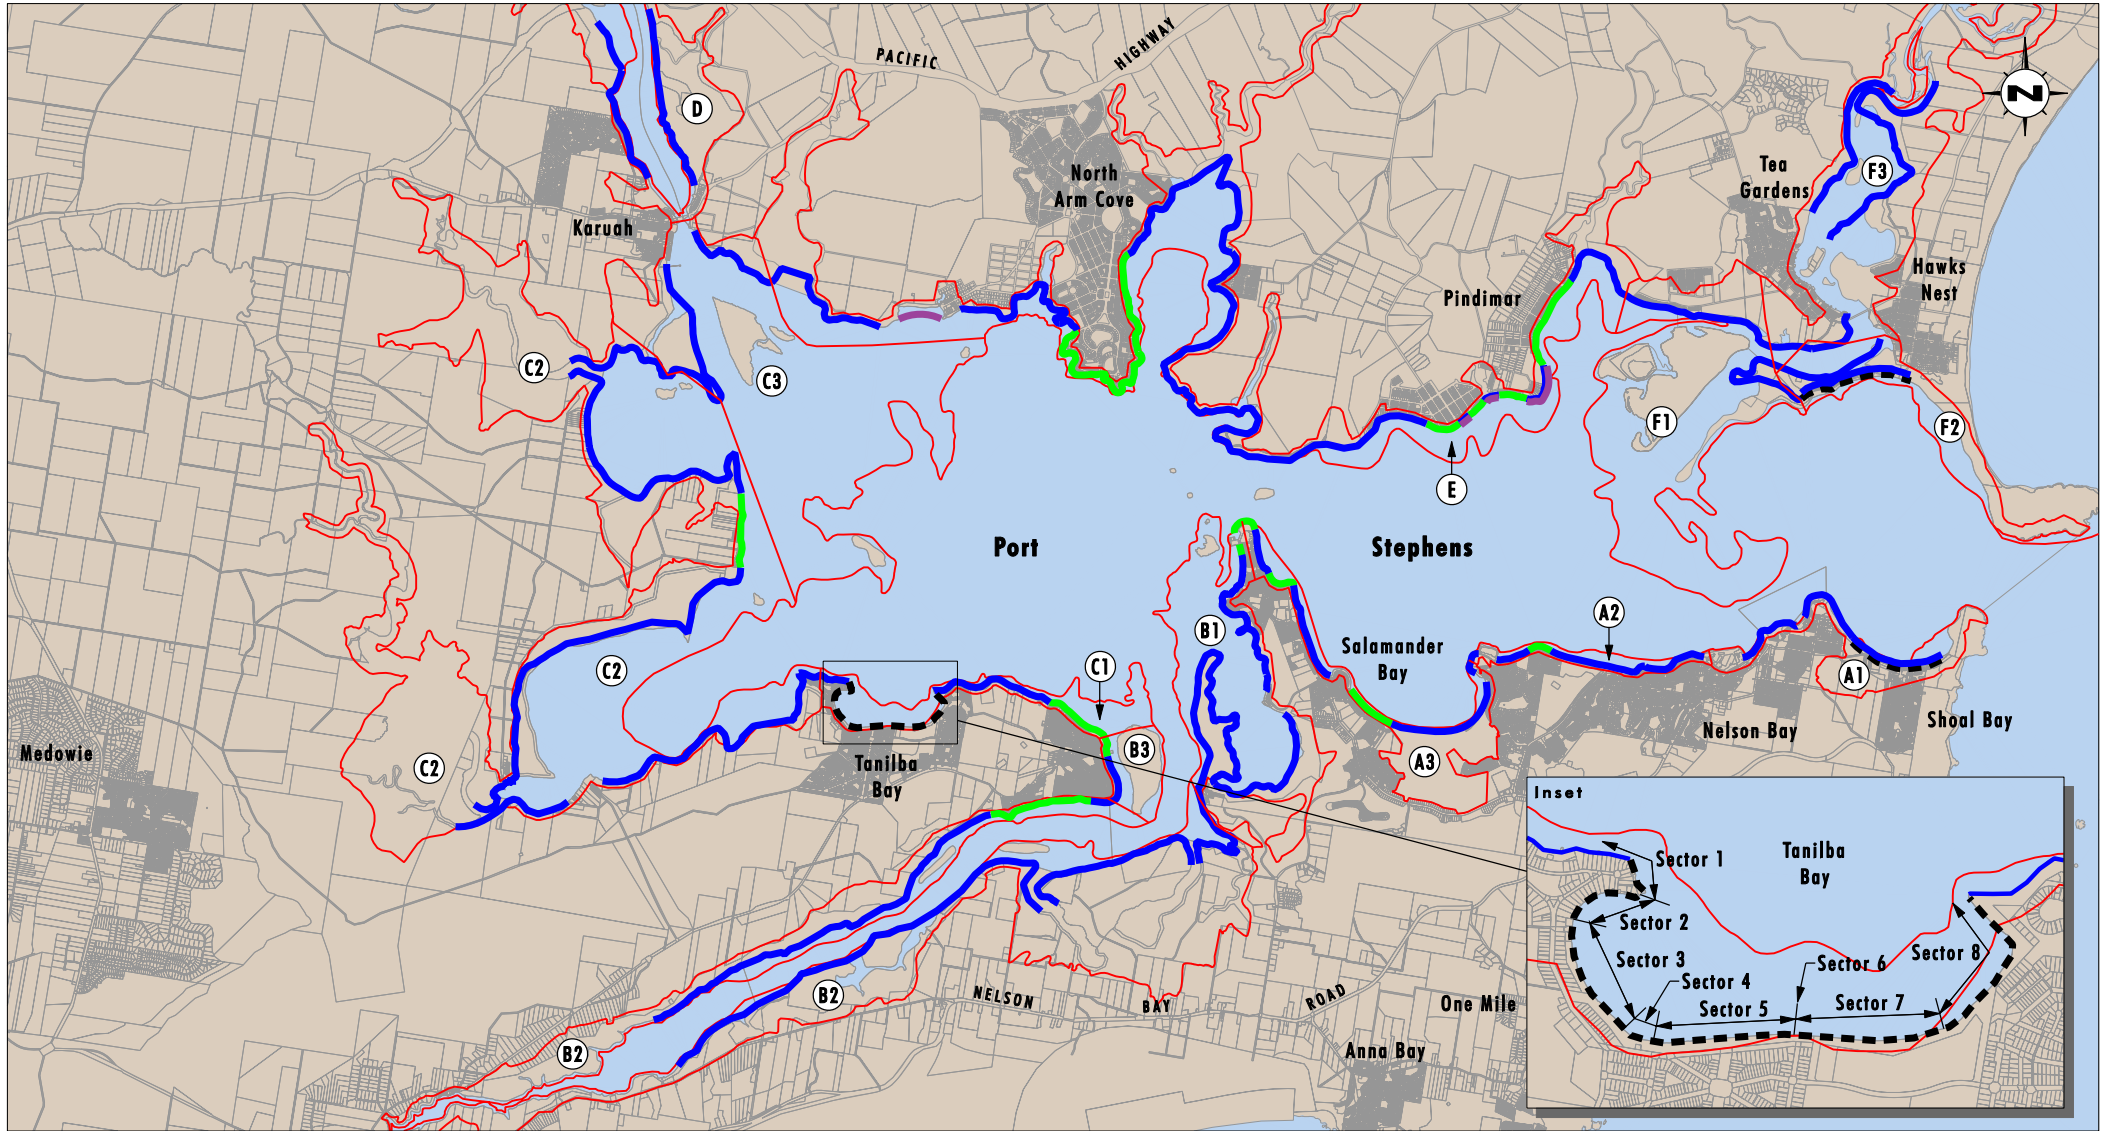 PACIFIC
HIGHWAY
D
N
North
Arm Cove
Tea
Gardens
F3
Karuah
Hawks
Nest
Pindimar
C2
C3
F1
F2
E
Port
Stephens
B1
A2
Salamander
Bay
C2
C1
A1
Nelson Bay
Shoal Bay
Medowie
C2
Tanilba
Bay
B3
A3
Inset
Tanilba
Bay
Sector 1
Sector 2
Sector 3
Sector 4
Sector 5
Sector 6
Sector 7
Sector 8
B2
NELSON
BAY
ROAD
One Mile
B2
Anna Bay